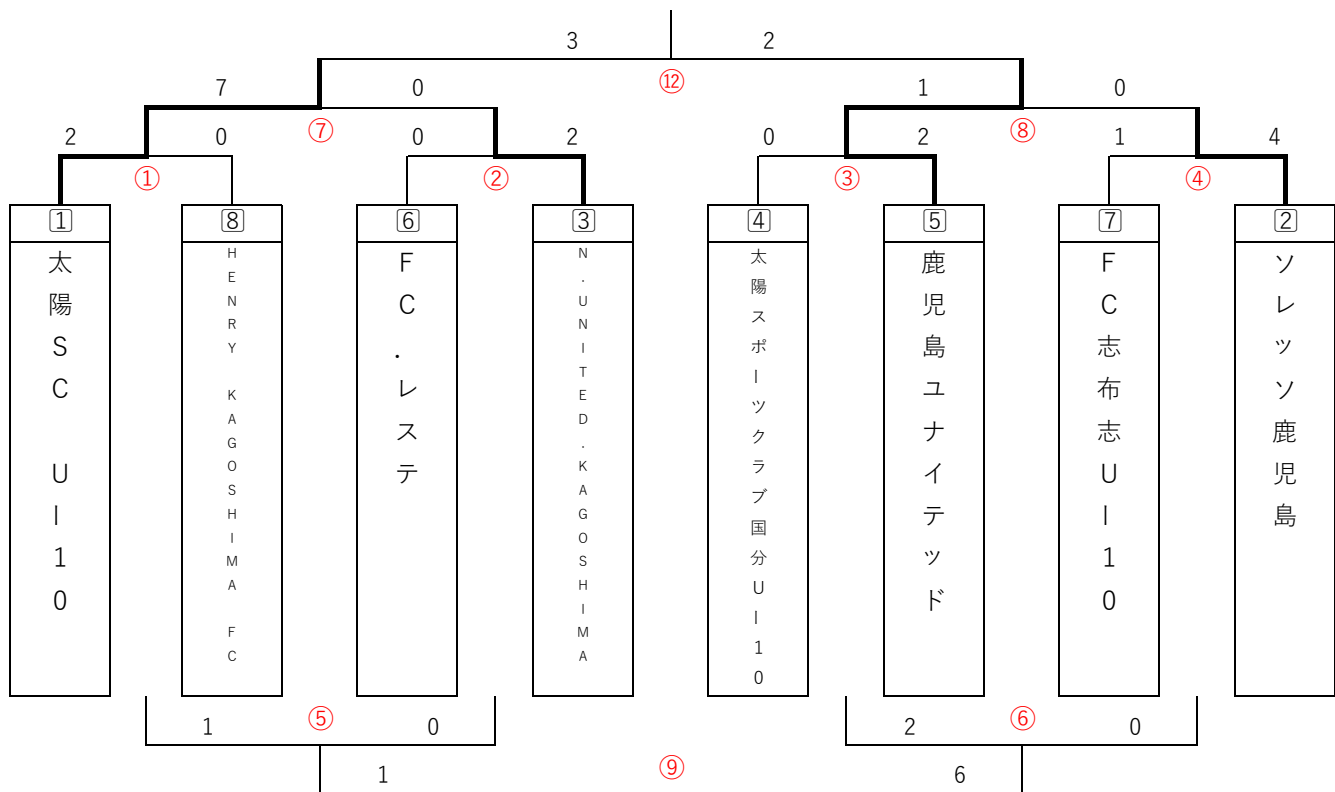 3 2
⑫
7 0 1 0
⑦ ⑧
2 0 0 2 0 2 1 4
① ② ③ ④
1 8 6 3 4 5 7 2
太陽SC U-10
HENRY KAGOSHIMA FC
FC.レステ
N.UNITED.KAGOSHIMA
太陽スポーツクラブ国分U-10
鹿児島ユナイテッド
FC志布志U-10
ソレッソ鹿児島
1 ⑤ 0 2 ⑥ 0
1 ⑨ 6